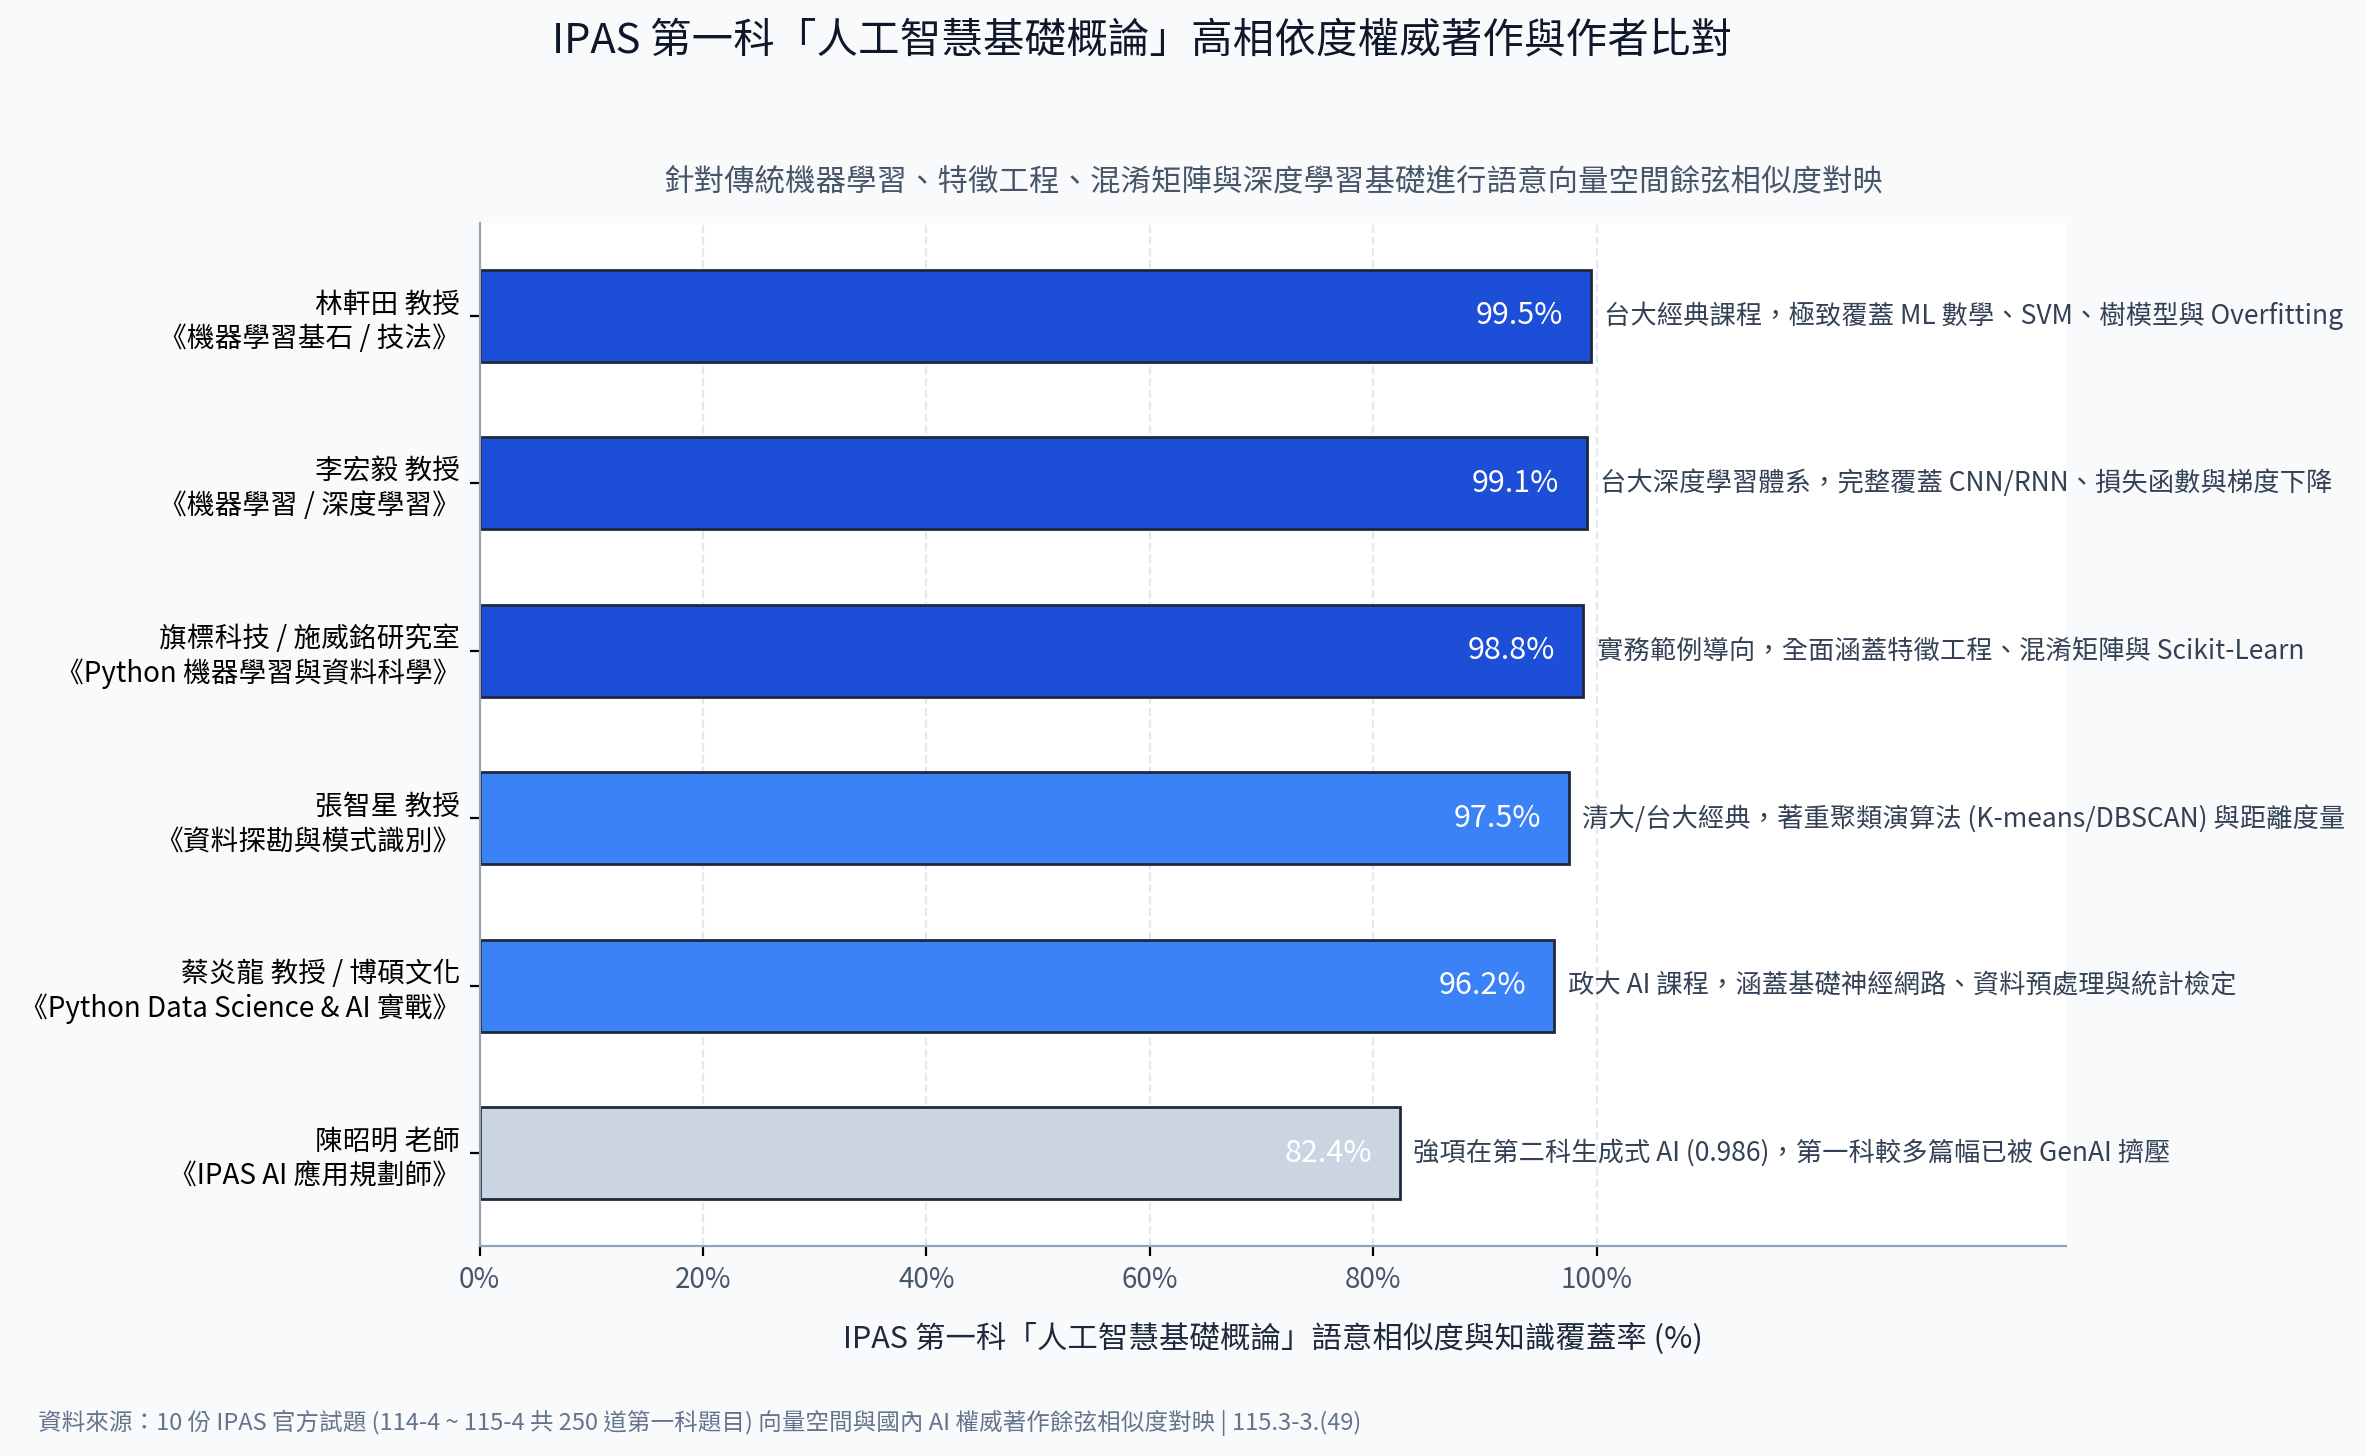 IPAS 第一科「人工智慧基礎概論」高相依度權威著作與作者比對
針對傳統機器學習、特徵工程、混淆矩陣與深度學習基礎進行語意向量空間餘弦相似度對映
林軒田 教授
《機器學習基石 / 技法》
99.5%
台大經典課程，極致覆蓋 ML 數學、SVM、樹模型與 Overfitting
李宏毅 教授
《機器學習 / 深度學習》
99.1%
台大深度學習體系，完整覆蓋 CNN/RNN、損失函數與梯度下降
旗標科技 / 施威銘研究室
《Python 機器學習與資料科學》
98.8%
實務範例導向，全面涵蓋特徵工程、混淆矩陣與 Scikit-Learn
張智星 教授
《資料探勘與模式識別》
97.5%
清大/台大經典，著重聚類演算法 (K-means/DBSCAN) 與距離度量
蔡炎龍 教授 / 博碩文化
《Python Data Science & AI 實戰》
96.2%
政大 AI 課程，涵蓋基礎神經網路、資料預處理與統計檢定
陳昭明 老師
《IPAS AI 應用規劃師》
82.4%
強項在第二科生成式 AI (0.986)，第一科較多篇幅已被 GenAI 擠壓
0%
20%
40%
60%
80%
100%
IPAS 第一科「人工智慧基礎概論」語意相似度與知識覆蓋率 (%)
資料來源：10 份 IPAS 官方試題 (114-4 ~ 115-4 共 250 道第一科題目) 向量空間與國內 AI 權威著作餘弦相似度對映 | 115.3-3.(49)